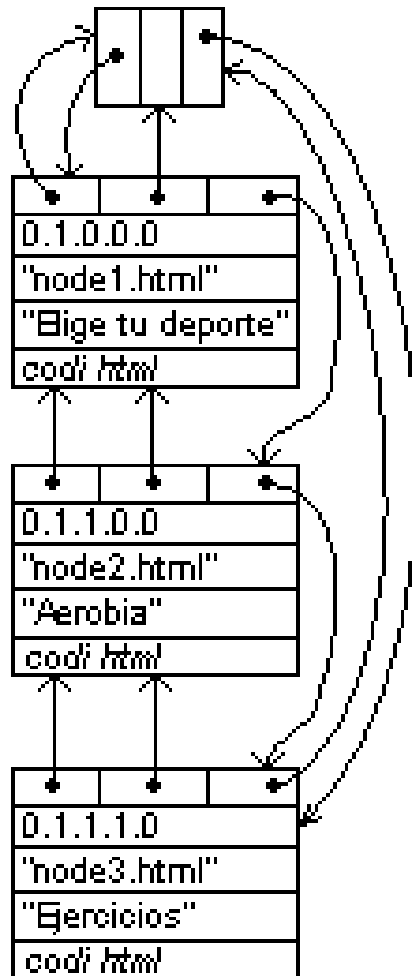 0.1.0.0.0
"node1.html"
"Elige tu deporte"
codi html
0.1.1.0.0
"node2.html"
"Aerobia"
codi html
0.1.1.1.0
"node3.html"
"Ejercicios"
codi html